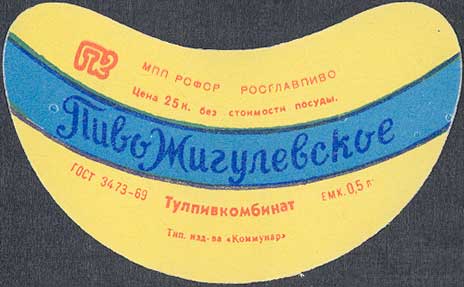 МПП РСФСР РОСГЛАВПИВО
Цена 25 к. без стоимости посуды.
Пиво Жигулевское
ГОСТ 3473-69 Тулпивкомбинат ЕМК. 0,5 л
Тип. изд-ва «Коммунар»